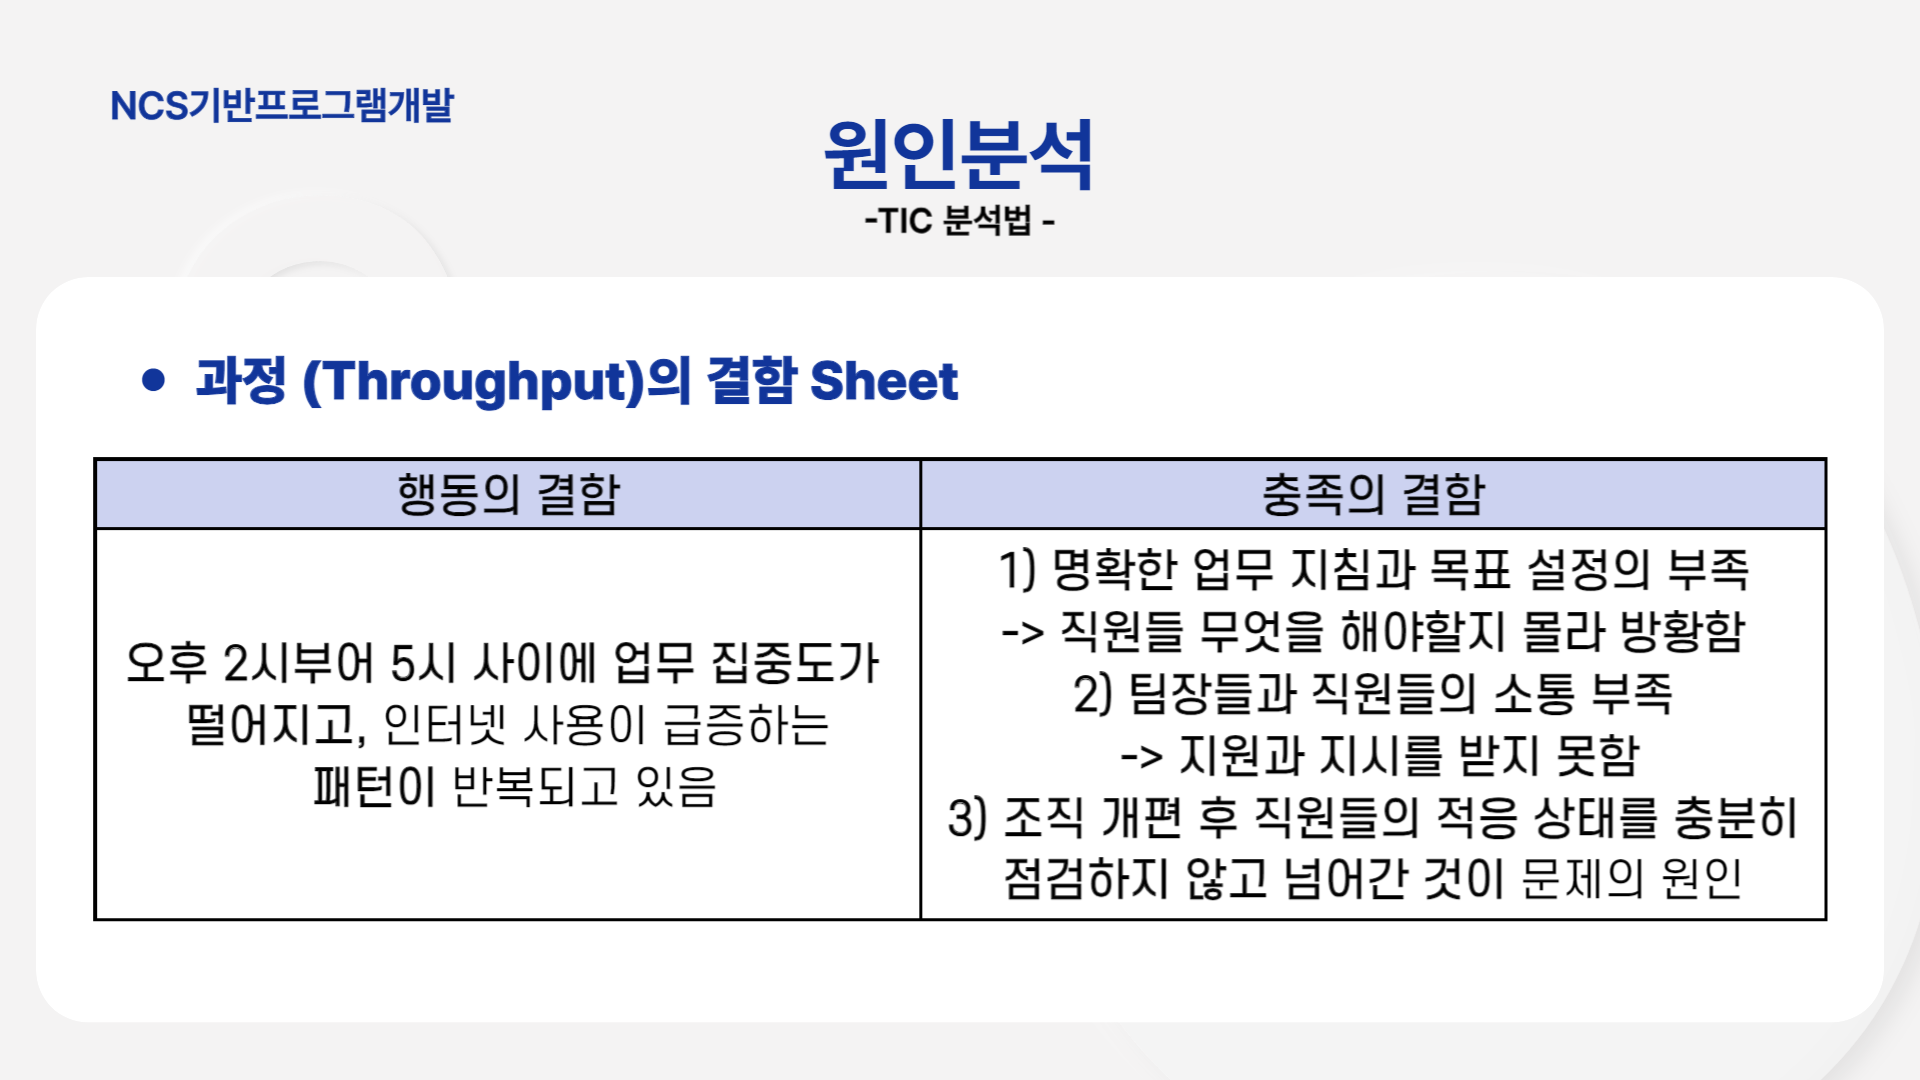 NCS기반프로그램개발
원인분석
-TIC 분석법 -
• 과정 (Throughput)의 결함 Sheet
행동의 결함
충족의 결함
오후 2시부어 5시 사이에 업무 집중도가
떨어지고, 인터넷 사용이 급증하는
패턴이 반복되고 있음
1) 명확한 업무 지침과 목표 설정의 부족
-> 직원들 무엇을 해야할지 몰라 방황함
2) 팀장들과 직원들의 소통 부족
-> 지원과 지시를 받지 못함
3) 조직 개편 후 직원들의 적응 상태를 충분히
점검하지 않고 넘어간 것이 문제의 원인